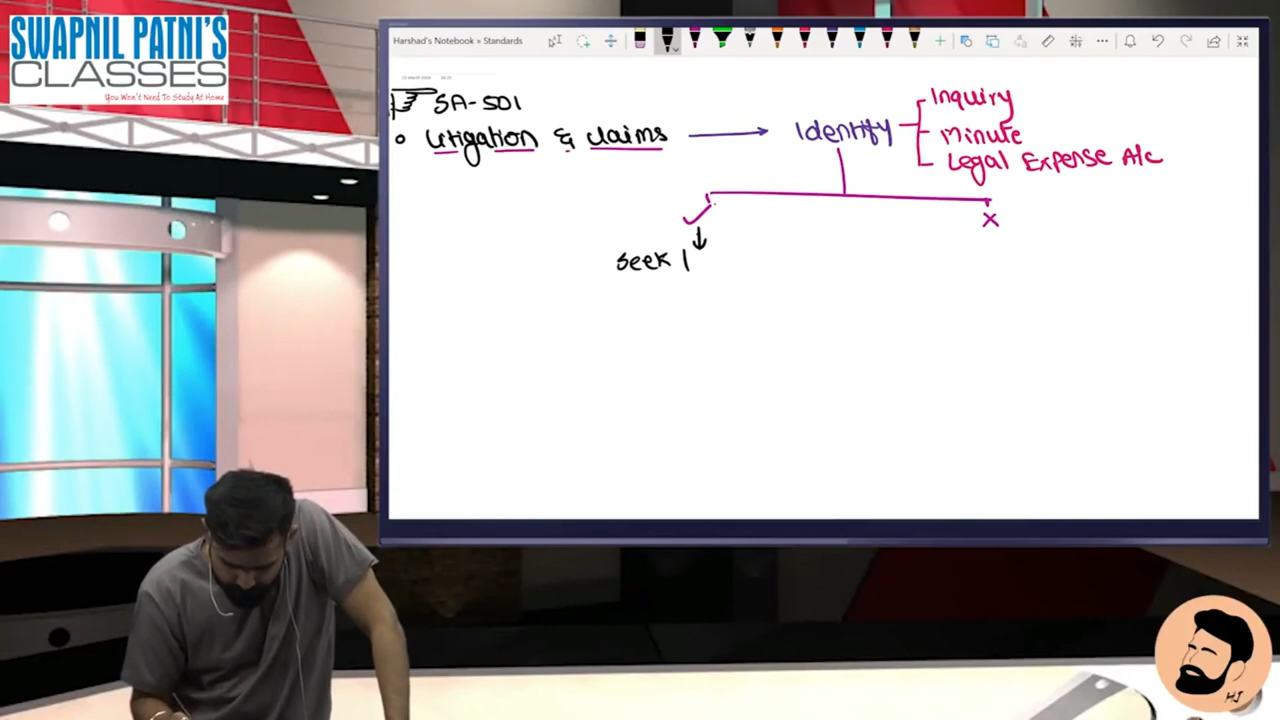 SWAPNIL PATNI'S
CLASSES
You Won't Need To Study At Home
Harshad's Notebook » Standards
SA-501
Litigation & claims
Identify
Inquiry
Minute
Legal Expense A/c
x
seek
HJ